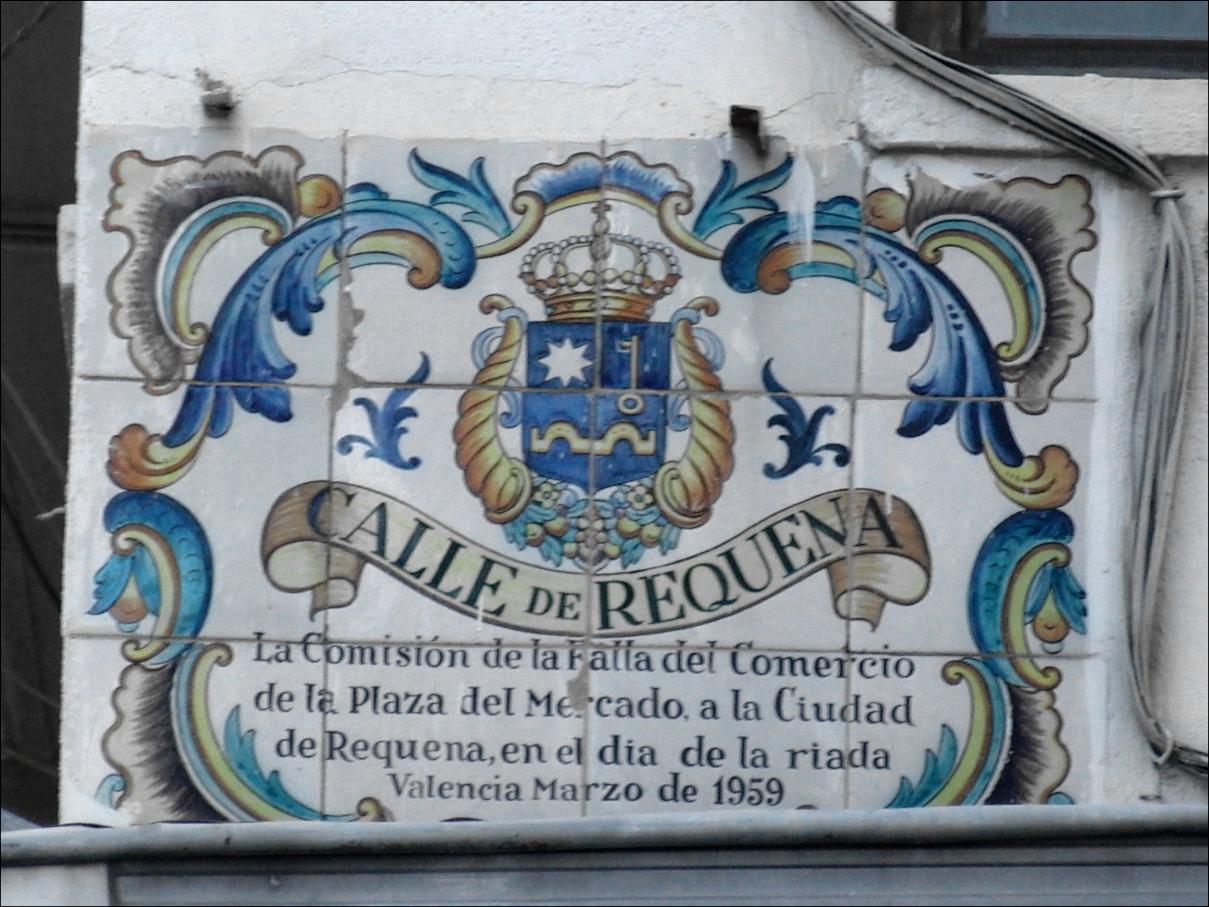 CALLE DE REQUENA
La Comisión de la Falla del Comercio
de la Plaza del Mercado, a la Ciudad
de Requena, en el dia de la riada
Valencia Marzo de 1959